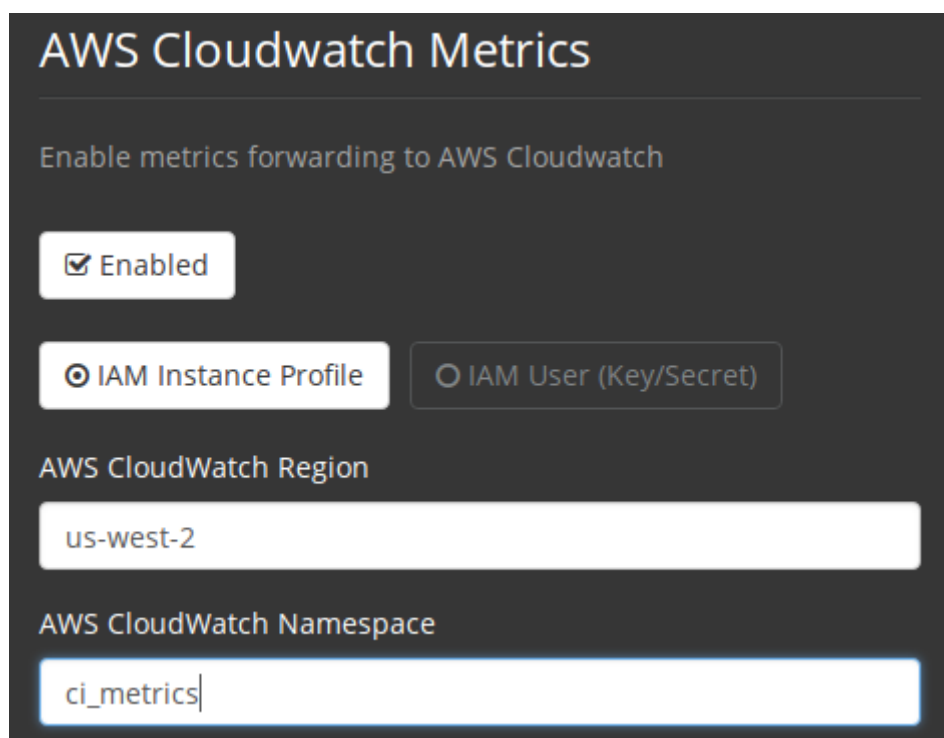 AWS Cloudwatch Metrics
Enable metrics forwarding to AWS Cloudwatch
Enabled
IAM Instance Profile
IAM User (Key/Secret)
AWS CloudWatch Region
us-west-2
AWS CloudWatch Namespace
ci_metrics